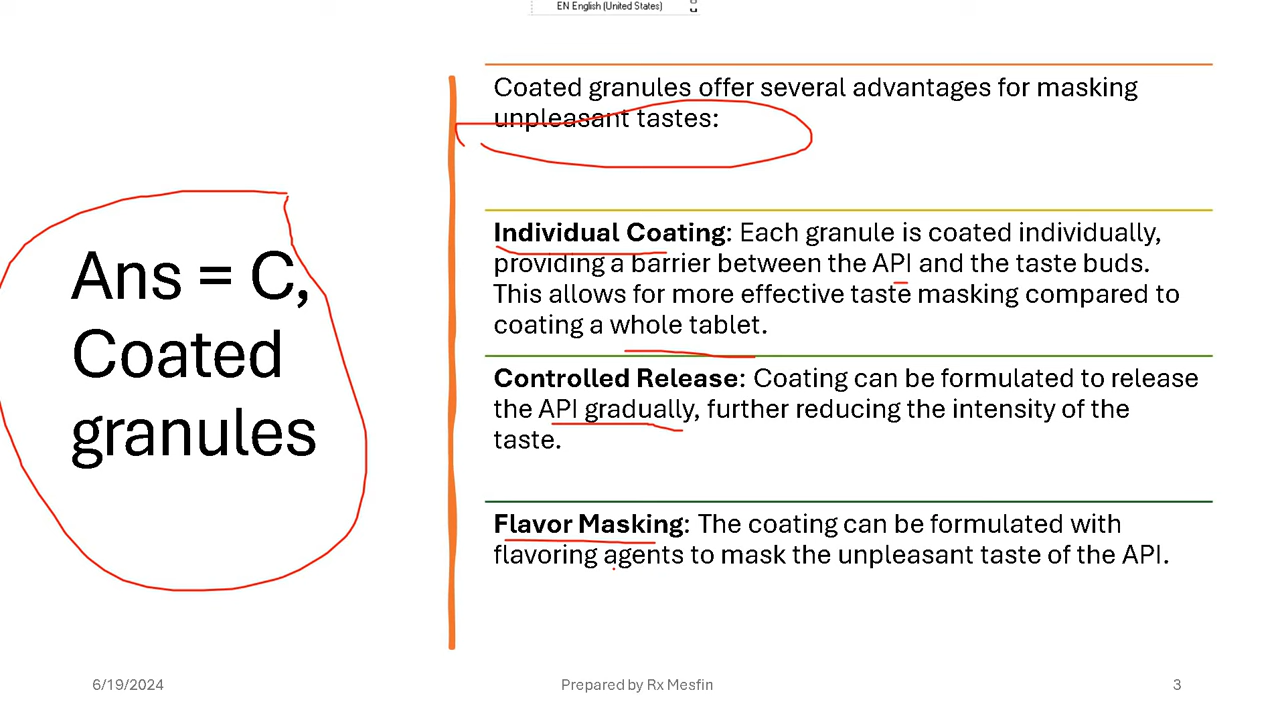 EN English (United States)
Ans = C,
Coated
granules
Coated granules offer several advantages for masking
unpleasant tastes:
Individual Coating: Each granule is coated individually,
providing a barrier between the API and the taste buds.
This allows for more effective taste masking compared to
coating a whole tablet.
Controlled Release: Coating can be formulated to release
the API gradually, further reducing the intensity of the
taste.
Flavor Masking: The coating can be formulated with
flavoring agents to mask the unpleasant taste of the API.
6/19/2024
Prepared by Rx Mesfin
3